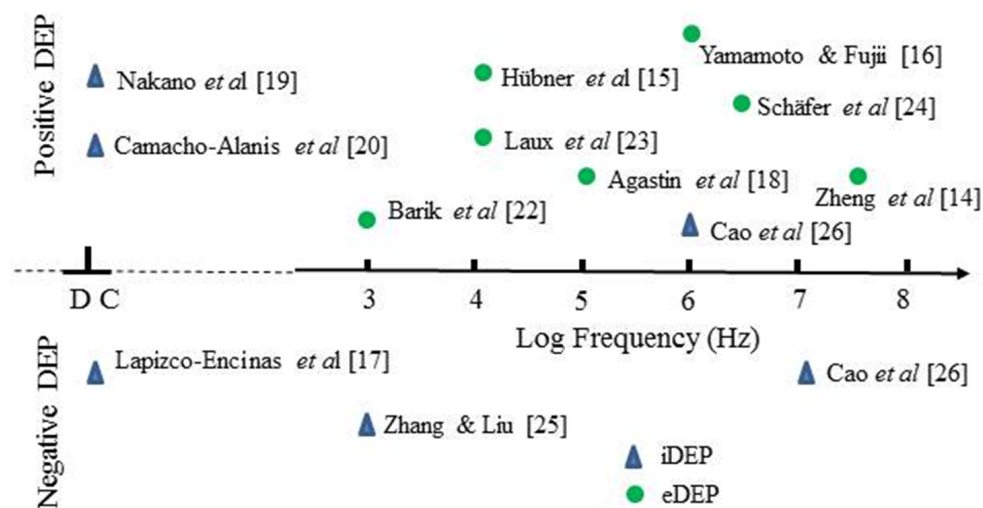 Positive DEP
Yamamoto & Fujii [16]
Nakano et al [19]
Hübner et al [15]
Schäfer et al [24]
Camacho-Alanis et al [20]
Laux et al [23]
Agastin et al [18]
Zheng et al [14]
Barik et al [22]
Cao et al [26]
D C 3 4 5 6 7 8
Log Frequency (Hz)
Negative DEP
Lapizco-Encinas et al [17]
Cao et al [26]
Zhang & Liu [25]
iDEP
eDEP